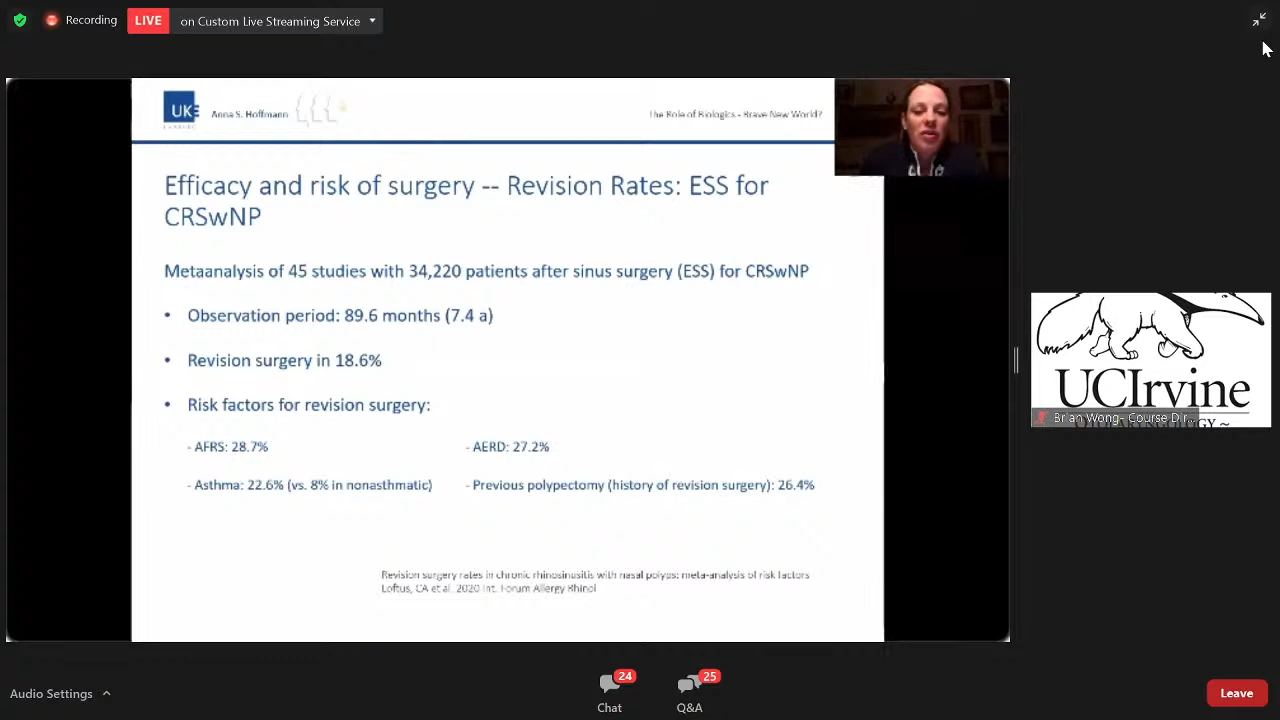 Recording
LIVE
on Custom Live Streaming Service
UKE
Anna S. Hoffmann
The Role of Biologics - Brave New World?
Efficacy and risk of surgery -- Revision Rates: ESS for
CRSwNP
Metaanalysis of 45 studies with 34,220 patients after sinus surgery (ESS) for CRSwNP
• Observation period: 89.6 months (7.4 a)
• Revision surgery in 18.6%
• Risk factors for revision surgery:
- AFRS: 28.7%
- AERD: 27.2%
- Asthma: 22.6% (vs. 8% in nonasthmatic)
- Previous polypectomy (history of revision surgery): 26.4%
Revision surgery rates in chronic rhinosinusitis with nasal polyps: meta-analysis of risk factors
Loftus, CA et al. 2020 Int. Forum Allergy Rhinol
UCIrvine
Brian Wong- Course Dir...
Audio Settings
24
Chat
25
Q&A
Leave